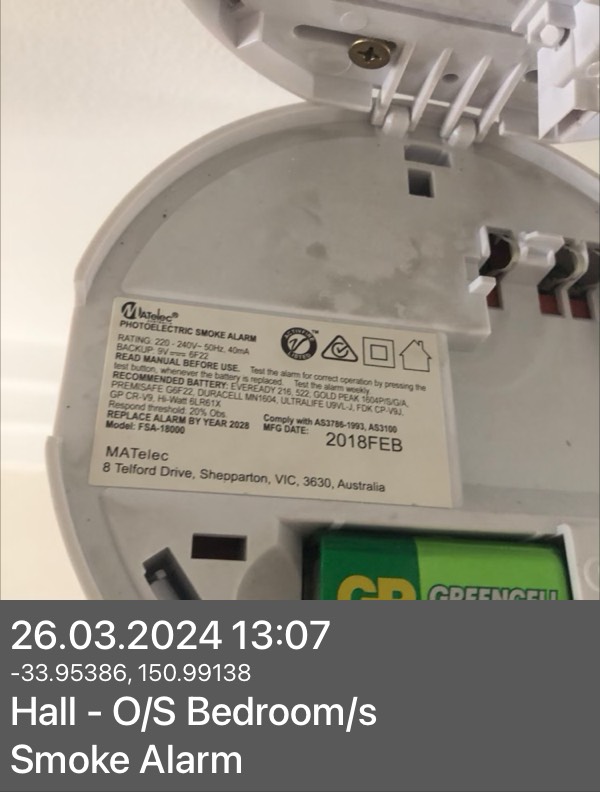 MATelec®
PHOTOELECTRIC SMOKE ALARM
RATING: 220 - 240V~ 50Hz, 40mA
BACKUP: 9V 6F22
READ MANUAL BEFORE USE. Test the alarm for correct operation by pressing the
test button, whenever the battery is replaced. Test the alarm weekly.
RECOMMENDED BATTERY: EVEREADY 216, 522, GOLD PEAK 1604P/S/G/A,
PREMISAFE G6F22, DURACELL MN1604, ULTRALIFE U9VL-J, FDK CP-V9J,
GP CR-V9, Hi-Watt 6LR61X
Respond threshold: 20% Obs.
REPLACE ALARM BY YEAR 2028
Model: FSA-18000
Comply with AS3786-1993, AS3100
MFG DATE:
2018FEB
MATelec
8 Telford Drive, Shepparton, VIC, 3630, Australia
GP GREENCELL
26.03.2024 13:07
-33.95386, 150.99138
Hall - O/S Bedroom/s
Smoke Alarm